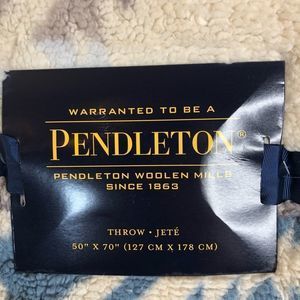 WARRANTED TO BE A
PENDLETON®
PENDLETON WOOLEN MILLS
SINCE 1863
THROW • JETÉ
50" X 70" (127 CM X 178 CM)